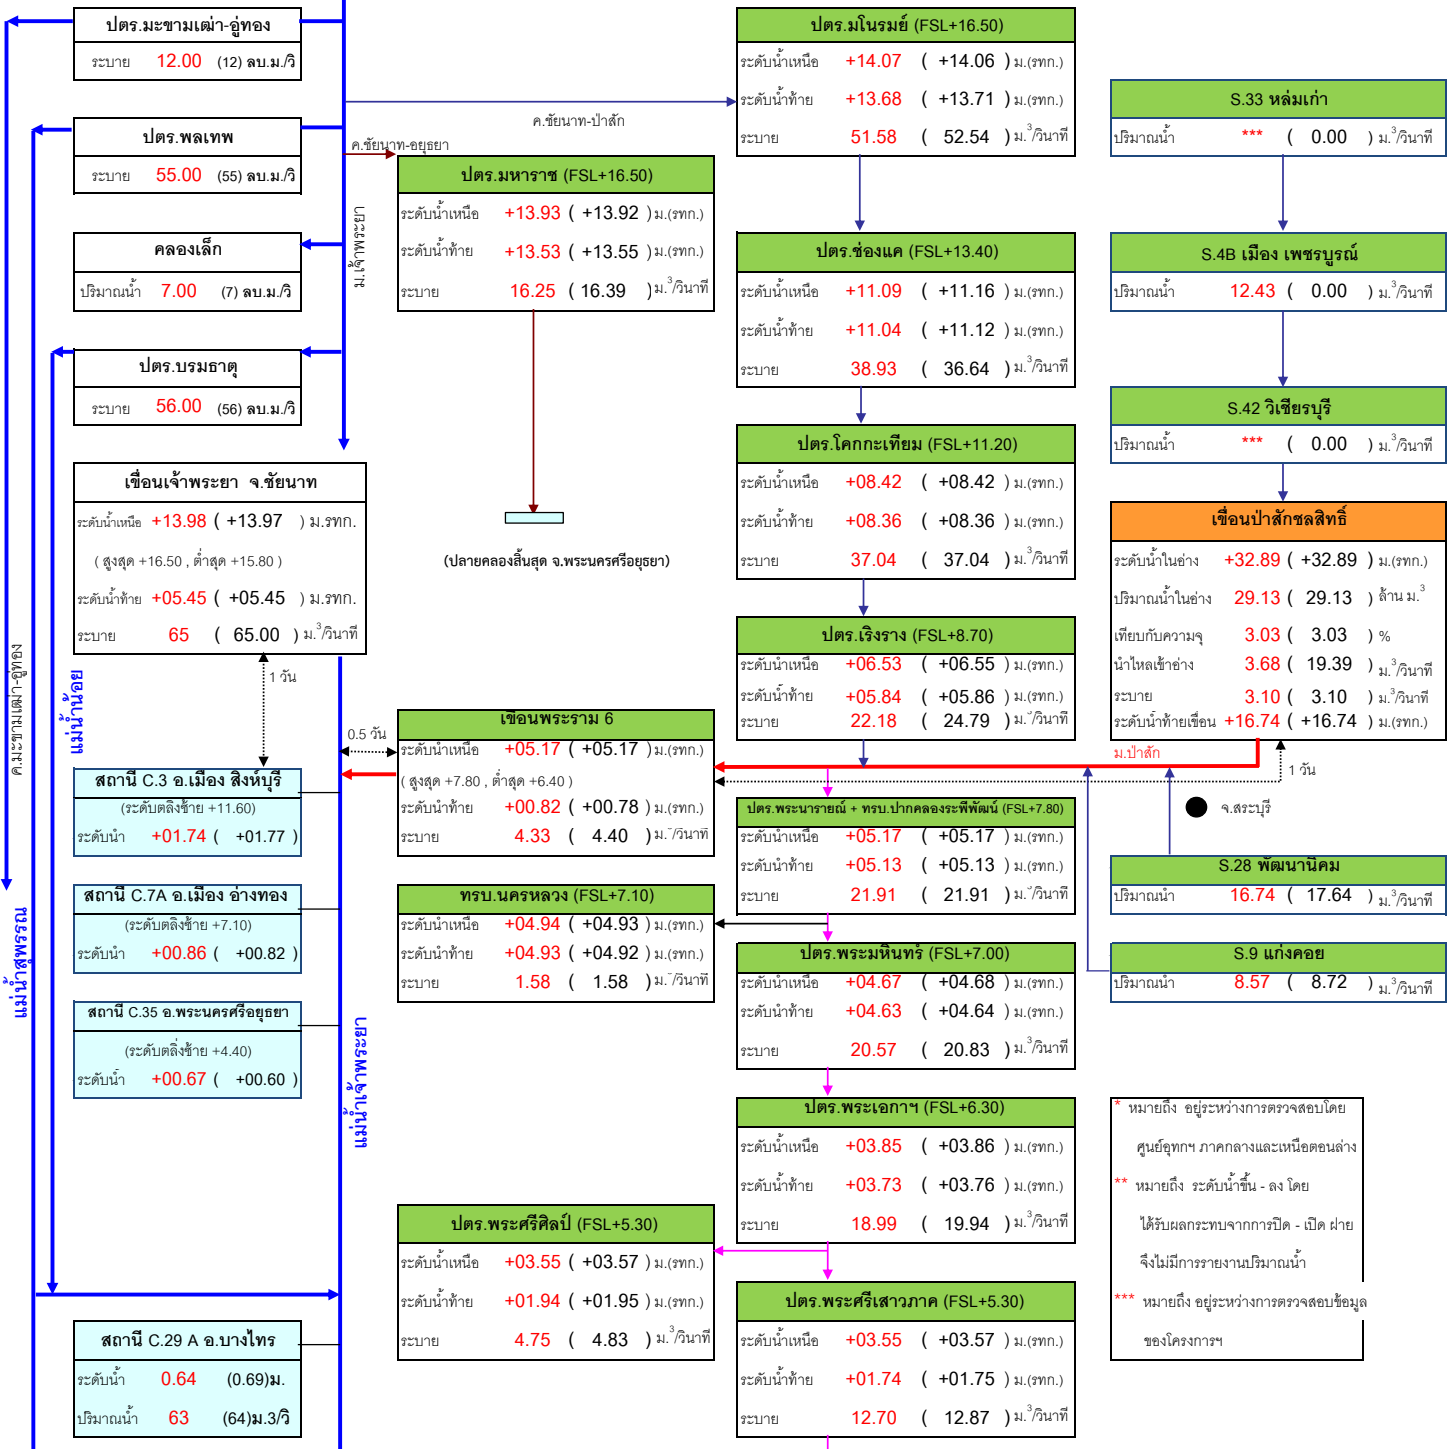 ปตร.มะขามเฒ่า-อู่ทอง
ระบาย 12.00 (12) ลบ.ม./วิ
ปตร.พลเทพ
ระบาย 55.00 (55) ลบ.ม./วิ
คลองเล็ก
ปริมาณน้ำ 7.00 (7) ลบ.ม./วิ
ปตร.บรมธาตุ
ระบาย 56.00 (56) ลบ.ม./วิ
เขื่อนเจ้าพระยา จ.ชัยนาท
ระดับน้ำเหนือ +13.98 ( +13.97 ) ม.รทก.
( สูงสุด +16.50 , ต่ำสุด +15.80 )
ระดับน้ำท้าย +05.45 ( +05.45 ) ม.รทก.
ระบาย 65 ( 65.00 ) ม.3/วินาที
1 วัน
สถานี C.3 อ.เมือง สิงห์บุรี
(ระดับตลิ่งซ้าย +11.60)
ระดับน้ำ +01.74 ( +01.77 )
สถานี C.7A อ.เมือง อ่างทอง
(ระดับตลิ่งซ้าย +7.10)
ระดับน้ำ +00.86 ( +00.82 )
สถานี C.35 อ.พระนครศรีอยุธยา
(ระดับตลิ่งซ้าย +4.40)
ระดับน้ำ +00.67 ( +00.60 )
สถานี C.29 A อ.บางไทร
ระดับน้ำ 0.64 (0.69)ม.
ปริมาณน้ำ 63 (64)ม.3/วิ
ค.มะขามเฒ่า-อู่ทอง
แม่น้ำสุพรรณ
แม่น้ำน้อย
ม.เจ้าพระยา
แม่น้ำเจ้าพระยา
ค.ชัยนาท-ป่าสัก
ค.ชัยนาท-อยุธยา
ปตร.มหาราช (FSL+16.50)
ระดับน้ำเหนือ +13.93 ( +13.92 ) ม.(รทก.)
ระดับน้ำท้าย +13.53 ( +13.55 ) ม.(รทก.)
ระบาย 16.25 ( 16.39 ) ม.3/วินาที
(ปลายคลองสิ้นสุด จ.พระนครศรีอยุธยา)
0.5 วัน
เขื่อนพระราม 6
ระดับน้ำเหนือ +05.17 ( +05.17 ) ม.(รทก.)
( สูงสุด +7.80 , ต่ำสุด +6.40 )
ระดับน้ำท้าย +00.82 ( +00.78 ) ม.(รทก.)
ระบาย 4.33 ( 4.40 ) ม.3/วินาที
ทรบ.นครหลวง (FSL+7.10)
ระดับน้ำเหนือ +04.94 ( +04.93 ) ม.(รทก.)
ระดับน้ำท้าย +04.93 ( +04.92 ) ม.(รทก.)
ระบาย 1.58 ( 1.58 ) ม.3/วินาที
ปตร.พระศรีศิลป์ (FSL+5.30)
ระดับน้ำเหนือ +03.55 ( +03.57 ) ม.(รทก.)
ระดับน้ำท้าย +01.94 ( +01.95 ) ม.(รทก.)
ระบาย 4.75 ( 4.83 ) ม.3/วินาที
ปตร.มโนรมย์ (FSL+16.50)
ระดับน้ำเหนือ +14.07 ( +14.06 ) ม.(รทก.)
ระดับน้ำท้าย +13.68 ( +13.71 ) ม.(รทก.)
ระบาย 51.58 ( 52.54 ) ม.3/วินาที
ปตร.ช่องแค (FSL+13.40)
ระดับน้ำเหนือ +11.09 ( +11.16 ) ม.(รทก.)
ระดับน้ำท้าย +11.04 ( +11.12 ) ม.(รทก.)
ระบาย 38.93 ( 36.64 ) ม.3/วินาที
ปตร.โคกกะเทียม (FSL+11.20)
ระดับน้ำเหนือ +08.42 ( +08.42 ) ม.(รทก.)
ระดับน้ำท้าย +08.36 ( +08.36 ) ม.(รทก.)
ระบาย 37.04 ( 37.04 ) ม.3/วินาที
ปตร.เริงราง (FSL+8.70)
ระดับน้ำเหนือ +06.53 ( +06.55 ) ม.(รทก.)
ระดับน้ำท้าย +05.84 ( +05.86 ) ม.(รทก.)
ระบาย 22.18 ( 24.79 ) ม.3/วินาที
ปตร.พระนารายณ์ + ทรบ.ปากคลองระพีพัฒน์ (FSL+7.80)
ระดับน้ำเหนือ +05.17 ( +05.17 ) ม.(รทก.)
ระดับน้ำท้าย +05.13 ( +05.13 ) ม.(รทก.)
ระบาย 21.91 ( 21.91 ) ม.3/วินาที
ปตร.พระมหินทร์ (FSL+7.00)
ระดับน้ำเหนือ +04.67 ( +04.68 ) ม.(รทก.)
ระดับน้ำท้าย +04.63 ( +04.64 ) ม.(รทก.)
ระบาย 20.57 ( 20.83 ) ม.3/วินาที
ปตร.พระเอกาฯ (FSL+6.30)
ระดับน้ำเหนือ +03.85 ( +03.86 ) ม.(รทก.)
ระดับน้ำท้าย +03.73 ( +03.76 ) ม.(รทก.)
ระบาย 18.99 ( 19.94 ) ม.3/วินาที
ปตร.พระศรีเสาวภาค (FSL+5.30)
ระดับน้ำเหนือ +03.55 ( +03.57 ) ม.(รทก.)
ระดับน้ำท้าย +01.74 ( +01.75 ) ม.(รทก.)
ระบาย 12.70 ( 12.87 ) ม.3/วินาที
S.33 หล่มเก่า
ปริมาณน้ำ *** ( 0.00 ) ม.3/วินาที
S.4B เมือง เพชรบูรณ์
ปริมาณน้ำ 12.43 ( 0.00 ) ม.3/วินาที
S.42 วิเชียรบุรี
ปริมาณน้ำ *** ( 0.00 ) ม.3/วินาที
เขื่อนป่าสักชลสิทธิ์
ระดับน้ำในอ่าง +32.89 ( +32.89 ) ม.(รทก.)
ปริมาณน้ำในอ่าง 29.13 ( 29.13 ) ล้าน ม.3
เทียบกับความจุ 3.03 ( 3.03 ) %
น้ำไหลเข้าอ่าง 3.68 ( 19.39 ) ม.3/วินาที
ระบาย 3.10 ( 3.10 ) ม.3/วินาที
ระดับน้ำท้ายเขื่อน +16.74 ( +16.74 ) ม.(รทก.)
ม.ป่าสัก
1 วัน
จ.สระบุรี
S.28 พัฒนานิคม
ปริมาณน้ำ 16.74 ( 17.64 ) ม.3/วินาที
S.9 แก่งคอย
ปริมาณน้ำ 8.57 ( 8.72 ) ม.3/วินาที
* หมายถึง อยู่ระหว่างการตรวจสอบโดย
ศูนย์อุทกฯ ภาคกลางและเหนือตอนล่าง
** หมายถึง ระดับน้ำขึ้น - ลง โดย
ได้รับผลกระทบจากการปิด - เปิด ฝาย
จึงไม่มีการรายงานปริมาณน้ำ
*** หมายถึง อยู่ระหว่างการตรวจสอบข้อมูล
ของโครงการฯ